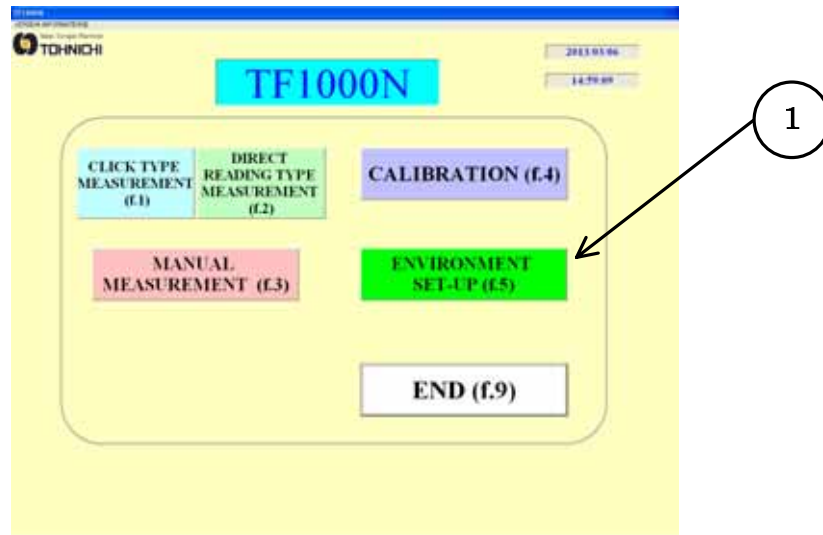 TF1000N
TOHNICHI
2013/03/06
TF1000N
14:59:09
1
CLICK TYPE
MEASUREMENT
(f.1)
DIRECT
READING TYPE
MEASUREMENT
(f.2)
CALIBRATION (f.4)
MANUAL
MEASUREMENT (f.3)
ENVIRONMENT
SET-UP (f.5)
END (f.9)